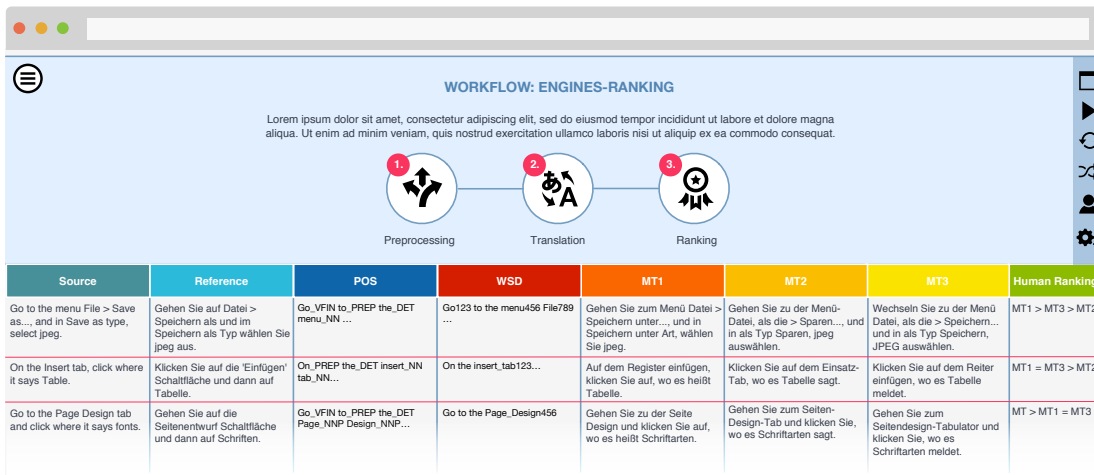 WORKFLOW: ENGINES-RANKING
Lorem ipsum dolor sit amet, consectetur adipiscing elit, sed do eiusmod tempor incididunt ut labore et dolore magna
aliqua. Ut enim ad minim veniam, quis nostrud exercitation ullamco laboris nisi ut aliquip ex ea commodo consequat.
1. 2. 3.
あA
Preprocessing Translation Ranking
Source Reference POS WSD MT1 MT2 MT3 Human Ranking
Go to the menu File > Save
as..., and in Save as type,
select jpeg.
Gehen Sie auf Datei >
Speichern als und im
Speichern als Typ wählen Sie
jpeg aus.
Go_VFIN to_PREP the_DET
menu_NN ...
Go123 to the menu456 File789
...
Gehen Sie zum Menü Datei >
Speichern unter..., und in
Speichern unter Art, wählen
Sie jpeg.
Gehen Sie zu der Menü-
Datei, als die > Sparen..., und
in als Typ Sparen, jpeg
auswählen.
Wechseln Sie zu der Menü
Datei, als die > Speichern...
und in als Typ Speichern,
JPEG auswählen.
MT1 > MT3 > MT2
On the Insert tab, click where
it says Table.
Klicken Sie auf die 'Einfügen'
Schaltfläche und dann auf
Tabelle.
On_PREP the_DET insert_NN
tab_NN...
On the insert_tab123...
Auf dem Register einfügen,
klicken Sie auf, wo es heißt
Tabelle.
Klicken Sie auf dem Einsatz-
Tab, wo es Tabelle sagt.
Klicken Sie auf dem Reiter
einfügen, wo es Tabelle
meldet.
MT1 = MT3 > MT2
Go to the Page Design tab
and click where it says fonts.
Gehen Sie auf die
Seitenentwurf Schaltfläche
und dann auf Schriften.
Go_VFIN to_PREP the_DET
Page_NNP Design_NNP...
Go to the Page_Design456
Gehen Sie zu der Seite
Design und klicken Sie auf,
wo es heißt Schriftarten.
Gehen Sie zum Seiten-
Design-Tab und klicken Sie,
wo es Schriftarten sagt.
Gehen Sie zum
Seitendesign-Tabulator und
klicken Sie, wo es
Schriftarten meldet.
MT > MT1 = MT3